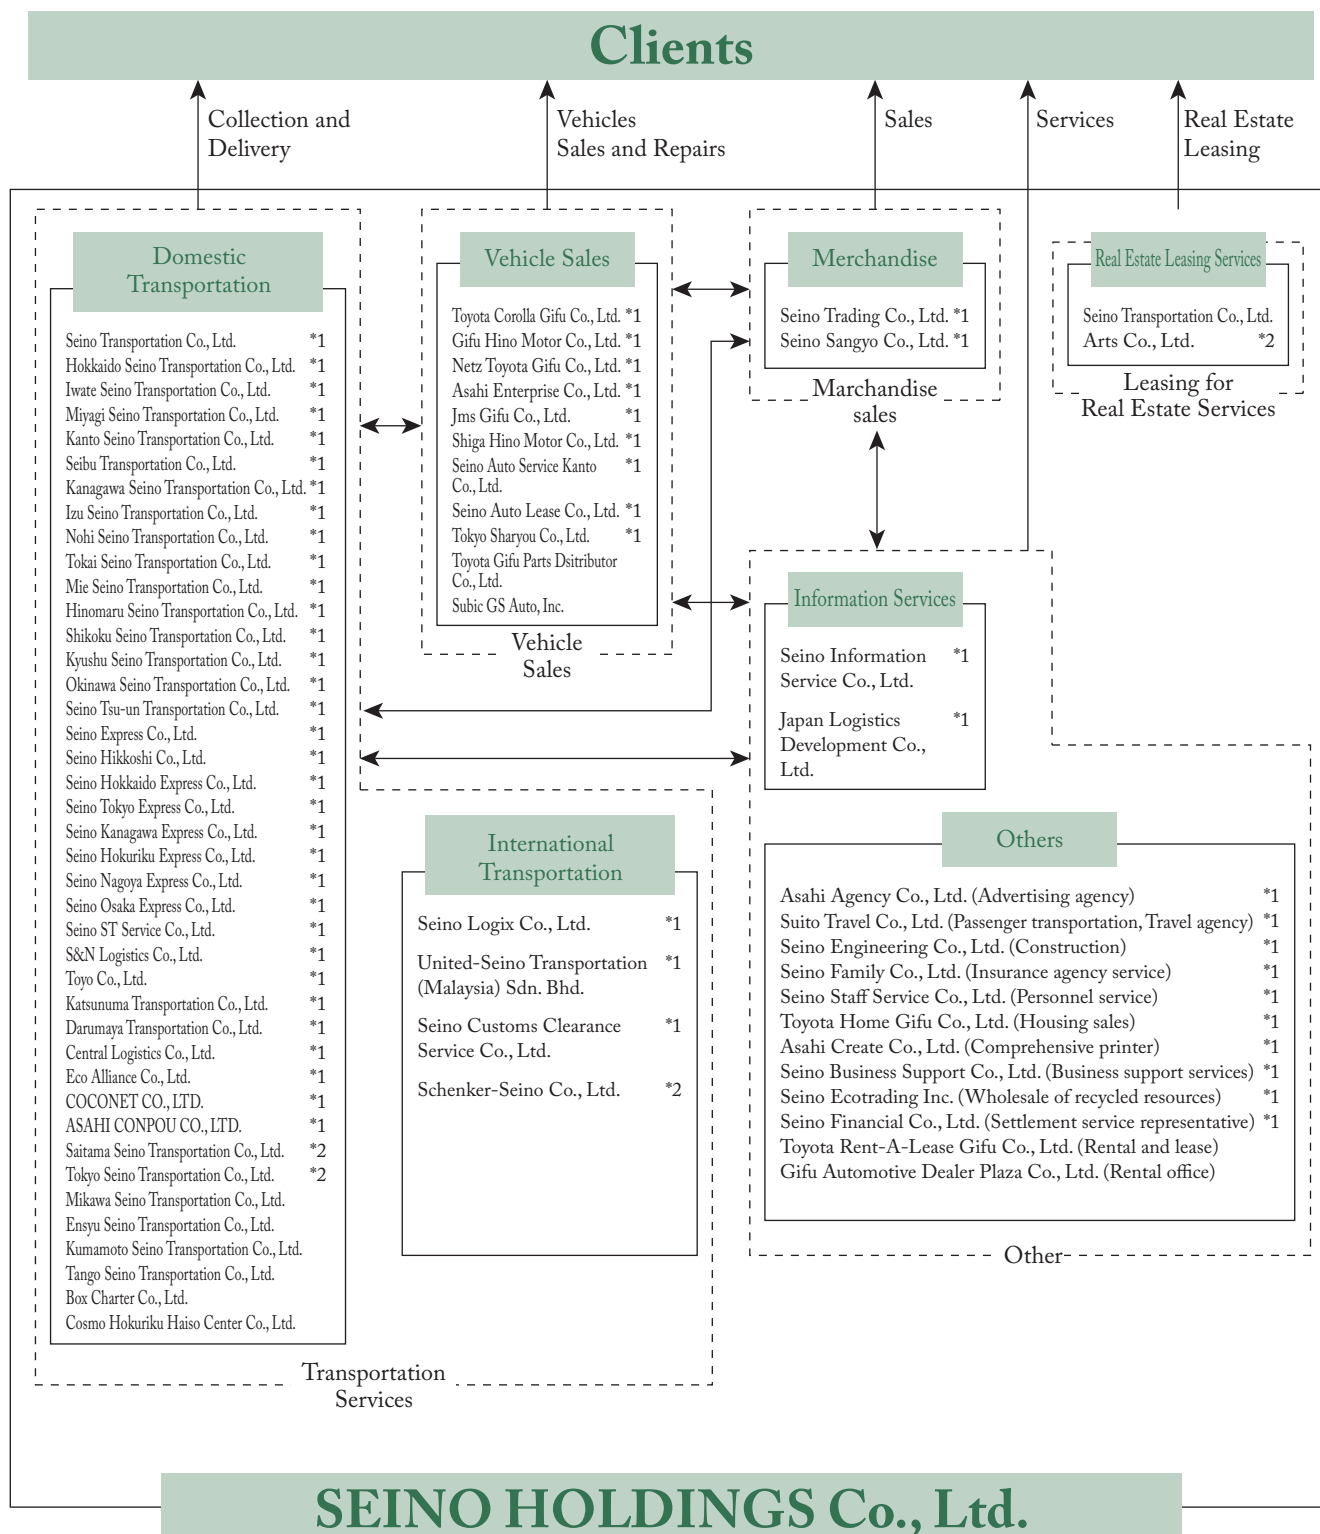 Clients
Collection and
Delivery
Vehicles
Sales and Repairs
Sales
Services
Real Estate
Leasing
Domestic
Transportation
Seino Transportation Co., Ltd. *1
Hokkaido Seino Transportation Co., Ltd. *1
Iwate Seino Transportation Co., Ltd. *1
Miyagi Seino Transportation Co., Ltd. *1
Kanto Seino Transportation Co., Ltd. *1
Seibu Transportation Co., Ltd. *1
Kanagawa Seino Transportation Co., Ltd. *1
Izu Seino Transportation Co., Ltd. *1
Nohi Seino Transportation Co., Ltd. *1
Tokai Seino Transportation Co., Ltd. *1
Mie Seino Transportation Co., Ltd. *1
Hinomaru Seino Transportation Co., Ltd. *1
Shikoku Seino Transportation Co., Ltd. *1
Kyushu Seino Transportation Co., Ltd. *1
Okinawa Seino Transportation Co., Ltd. *1
Seino Tsu-un Transportation Co., Ltd. *1
Seino Express Co., Ltd. *1
Seino Hikkoshi Co., Ltd. *1
Seino Hokkaido Express Co., Ltd. *1
Seino Tokyo Express Co., Ltd. *1
Seino Kanagawa Express Co., Ltd. *1
Seino Hokuriku Express Co., Ltd. *1
Seino Nagoya Express Co., Ltd. *1
Seino Osaka Express Co., Ltd. *1
Seino ST Service Co., Ltd. *1
S&N Logistics Co., Ltd. *1
Toyo Co., Ltd. *1
Katsunuma Transportation Co., Ltd. *1
Darumaya Transportation Co., Ltd. *1
Central Logistics Co., Ltd. *1
Eco Alliance Co., Ltd. *1
COCONET CO., LTD. *1
ASAHI CONPOU CO., LTD. *1
Saitama Seino Transportation Co., Ltd. *2
Tokyo Seino Transportation Co., Ltd. *2
Mikawa Seino Transportation Co., Ltd.
Ensyu Seino Transportation Co., Ltd.
Kumamoto Seino Transportation Co., Ltd.
Tango Seino Transportation Co., Ltd.
Box Charter Co., Ltd.
Cosmo Hokuriku Haiso Center Co., Ltd.
Vehicle Sales
Toyota Corolla Gifu Co., Ltd. *1
Gifu Hino Motor Co., Ltd. *1
Netz Toyota Gifu Co., Ltd. *1
Asahi Enterprise Co., Ltd. *1
Jms Gifu Co., Ltd. *1
Shiga Hino Motor Co., Ltd. *1
Seino Auto Service Kanto *1
Co., Ltd.
Seino Auto Lease Co., Ltd. *1
Tokyo Sharyou Co., Ltd. *1
Toyota Gifu Parts Dsitributor
Co., Ltd.
Subic GS Auto, Inc.
Vehicle
Sales
Merchandise
Seino Trading Co., Ltd. *1
Seino Sangyo Co., Ltd. *1
Marchandise
sales
Real Estate Leasing Services
Seino Transportation Co., Ltd.
Arts Co., Ltd. *2
Leasing for
Real Estate Services
Information Services
Seino Information *1
Service Co., Ltd.
Japan Logistics *1
Development Co.,
Ltd.
International
Transportation
Seino Logix Co., Ltd. *1
United-Seino Transportation *1
(Malaysia) Sdn. Bhd.
Seino Customs Clearance *1
Service Co., Ltd.
Schenker-Seino Co., Ltd. *2
Others
Asahi Agency Co., Ltd. (Advertising agency) *1
Suito Travel Co., Ltd. (Passenger transportation, Travel agency) *1
Seino Engineering Co., Ltd. (Construction) *1
Seino Family Co., Ltd. (Insurance agency service) *1
Seino Staff Service Co., Ltd. (Personnel service) *1
Toyota Home Gifu Co., Ltd. (Housing sales) *1
Asahi Create Co., Ltd. (Comprehensive printer) *1
Seino Business Support Co., Ltd. (Business support services) *1
Seino Ecotrading Inc. (Wholesale of recycled resources) *1
Seino Financial Co., Ltd. (Settlement service representative) *1
Toyota Rent-A-Lease Gifu Co., Ltd. (Rental and lease)
Gifu Automotive Dealer Plaza Co., Ltd. (Rental office)
Other
Transportation
Services
SEINO HOLDINGS Co., Ltd.